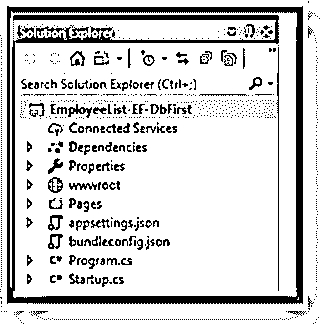 Solution Explorer
Search Solution Explorer (Ctrl+;)
EmployeeList-EF-DbFirst
Connected Services
Dependencies
Properties
wwwroot
Pages
appsettings.json
bundleconfig.json
C# Program.cs
C# Startup.cs